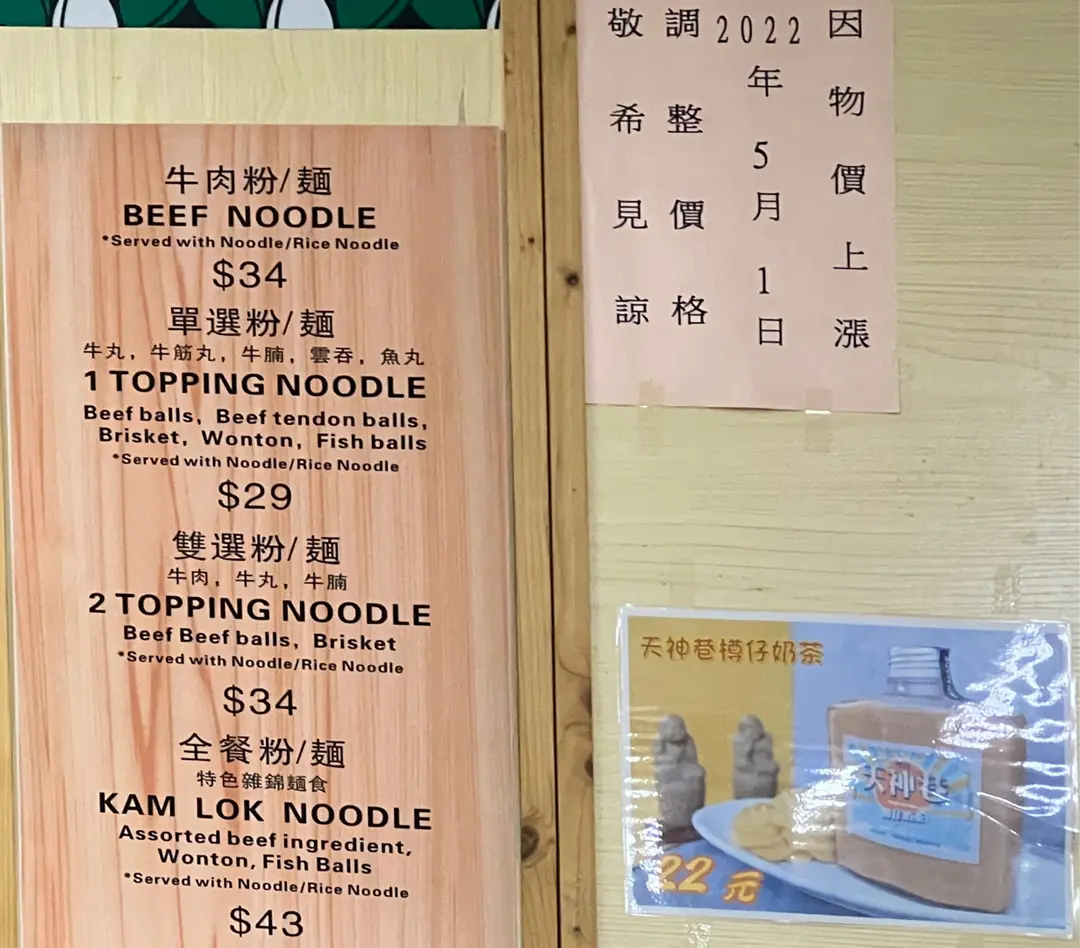 牛肉粉/麵
BEEF NOODLE
*Served with Noodle/Rice Noodle
$34
單選粉/麵
牛丸，牛筋丸，牛腩，雲吞，魚丸
1 TOPPING NOODLE
Beef balls, Beef tendon balls,
Brisket, Wonton, Fish balls
*Served with Noodle/Rice Noodle
$29
雙選粉/麵
牛肉，牛丸，牛腩
2 TOPPING NOODLE
Beef Beef balls, Brisket
*Served with Noodle/Rice Noodle
$34
全餐粉/麵
特色雜錦麵食
KAM LOK NOODLE
Assorted beef ingredient,
Wonton, Fish Balls
*Served with Noodle/Rice Noodle
$43
因物價上漲
2022年5月1日
調整價格
敬希見諒
天神巷樽仔奶茶
天神巷
22元